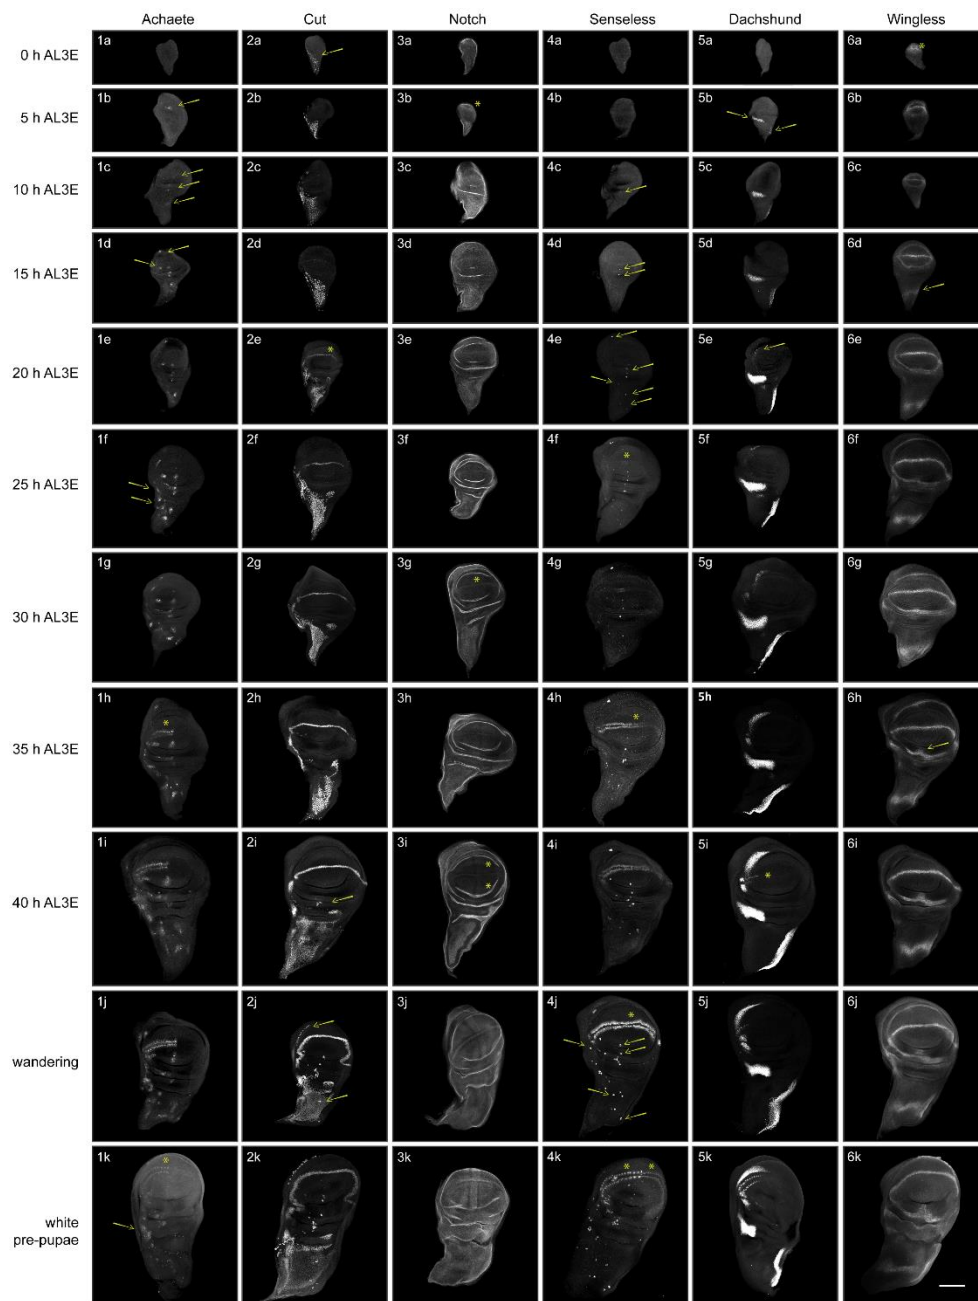 Achaete Cut Notch Senseless Dachshund Wingless
0 h AL3E 1a 2a 3a 4a 5a 6a
5 h AL3E 1b 2b 3b 4b 5b 6b
10 h AL3E 1c 2c 3c 4c 5c 6c
15 h AL3E 1d 2d 3d 4d 5d 6d
20 h AL3E 1e 2e 3e 4e 5e 6e
25 h AL3E 1f 2f 3f 4f 5f 6f
30 h AL3E 1g 2g 3g 4g 5g 6g
35 h AL3E 1h 2h 3h 4h 5h 6h
40 h AL3E 1i 2i 3i 4i 5i 6i
wandering 1j 2j 3j 4j 5j 6j
white
pre-pupae 1k 2k 3k 4k 5k 6k